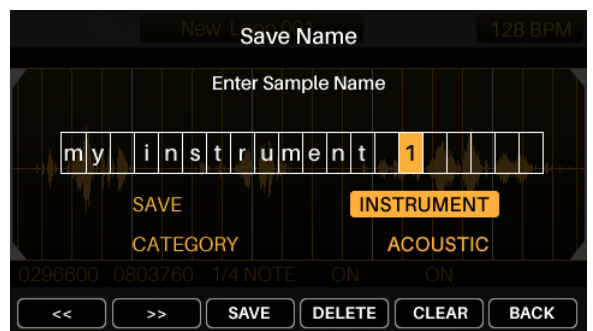 New Loop 001 128 BPM
Save Name
Enter Sample Name
my instrument 1
SAVE INSTRUMENT
CATEGORY ACOUSTIC
0296600 0803760 1/4 NOTE ON ON
<< >> SAVE DELETE CLEAR BACK